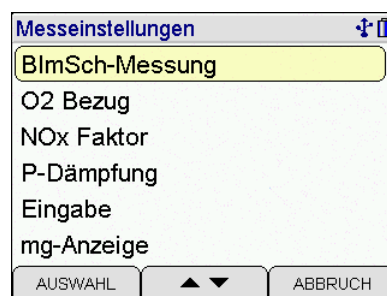 Messeinstellungen
BImSch-Messung
O2 Bezug
NOx Faktor
P-Dämpfung
Eingabe
mg-Anzeige
AUSWAHL ABBRUCH